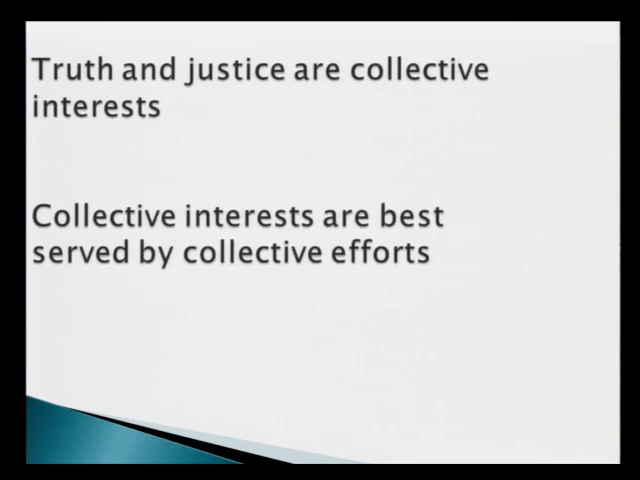 Truth and justice are collective
interests
Collective interests are best
served by collective efforts